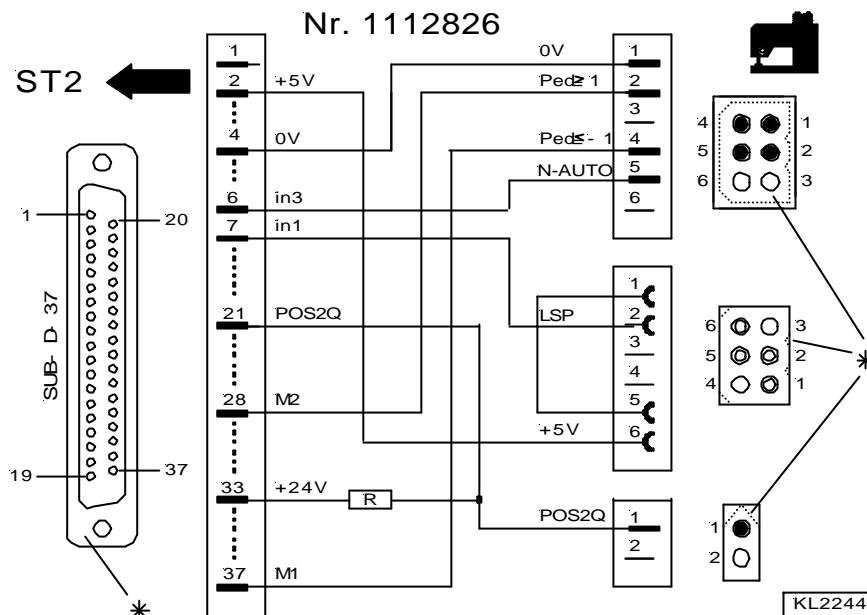 Nr. 1112826
ST2
SUB-D 37
1
20
19
37
1
2 +5V
4 0V
6 in3
7 in1
21 POS2Q
28 M2
33 +24V
R
37 M1
0V 1
Ped≥ 1 2
3
Ped≤ - 1 4
N-AUTO 5
6
1
LSP 2
3
4
5
+5V 6
POS2Q 1
2
4 1
5 2
6 3
6 3
5 2
4 1
1
2
*
*
KL2244